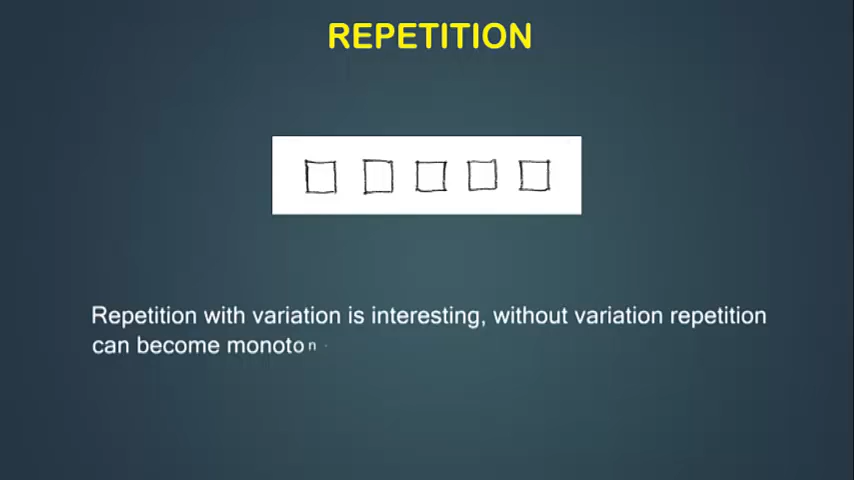 REPETITION
Repetition with variation is interesting, without variation repetition
can become monoton